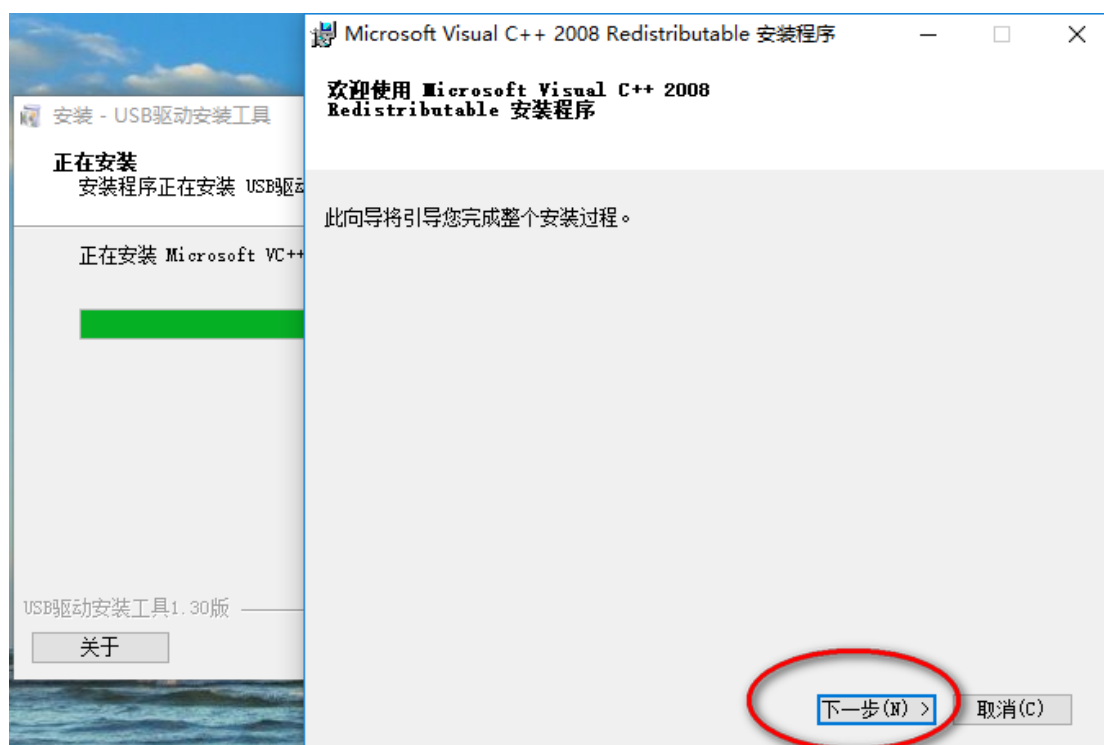 Microsoft Visual C++ 2008 Redistributable 安装程序
欢迎使用 Microsoft Visual C++ 2008
Redistributable 安装程序
此向导将引导您完成整个安装过程。
下一步(N) >
取消(C)
安装 - USB驱动安装工具
正在安装
安装程序正在安装 USB驱动
正在安装 Microsoft VC++
USB驱动安装工具1.30版
关于